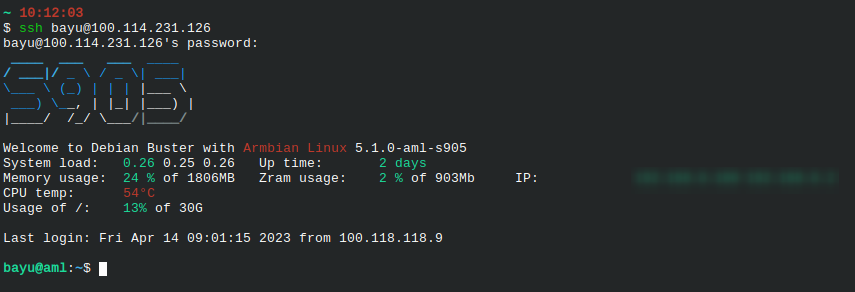 ~ 10:12:03
$ ssh bayu@100.114.231.126
bayu@100.114.231.126's password:
 ____  ___   ___  ____
/ ___|/ _ \ / _ \| ___|
\___ \ (_) | | | |___ \
 ___) \__, | |_| |___) |
|____/  /_/ \___/|____/
Welcome to Debian Buster with Armbian Linux 5.1.0-aml-s905
System load:   0.26 0.25 0.26   Up time:       2 days
Memory usage:  24 % of 1806MB   Zram usage:    2 % of 903Mb     IP:
CPU temp:      54°C
Usage of /:    13% of 30G
Last login: Fri Apr 14 09:01:15 2023 from 100.118.118.9
bayu@aml:~$